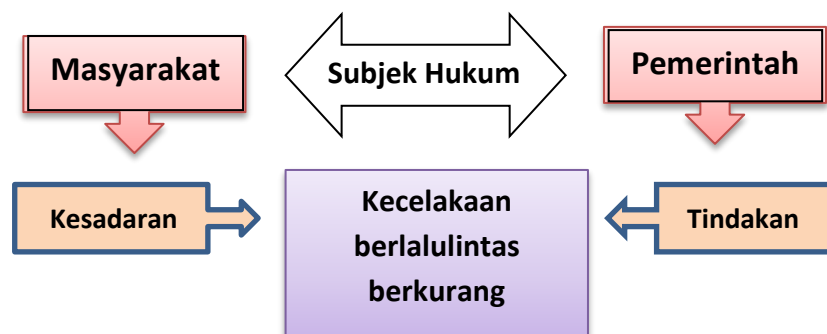 Masyarakat
Subjek Hukum
Pemerintah
Kesadaran
Kecelakaan
berlalulintas
berkurang
Tindakan